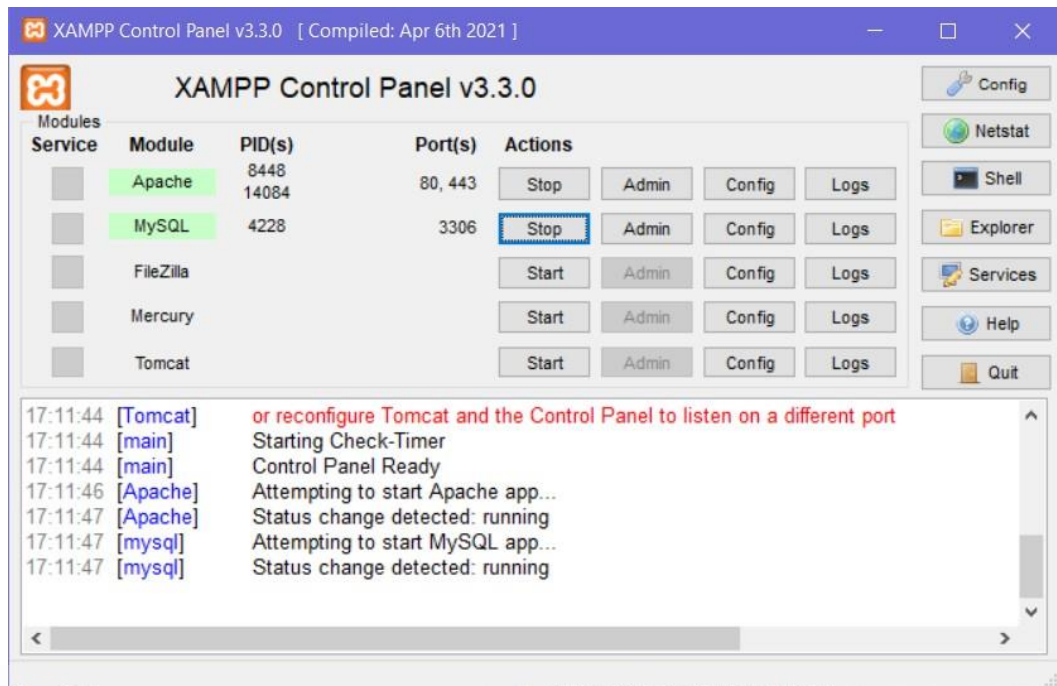 XAMPP Control Panel v3.3.0 [ Compiled: Apr 6th 2021 ]
XAMPP Control Panel v3.3.0
Config
Modules
Service Module PID(s) Port(s) Actions
Netstat
Apache 8448 14084 80, 443 Stop Admin Config Logs
Shell
MySQL 4228 3306 Stop Admin Config Logs
Explorer
FileZilla Start Admin Config Logs
Services
Mercury Start Admin Config Logs
Help
Tomcat Start Admin Config Logs
Quit
17:11:44 [Tomcat] or reconfigure Tomcat and the Control Panel to listen on a different port
17:11:44 [main] Starting Check-Timer
17:11:44 [main] Control Panel Ready
17:11:46 [Apache] Attempting to start Apache app...
17:11:47 [Apache] Status change detected: running
17:11:47 [mysql] Attempting to start MySQL app...
17:11:47 [mysql] Status change detected: running